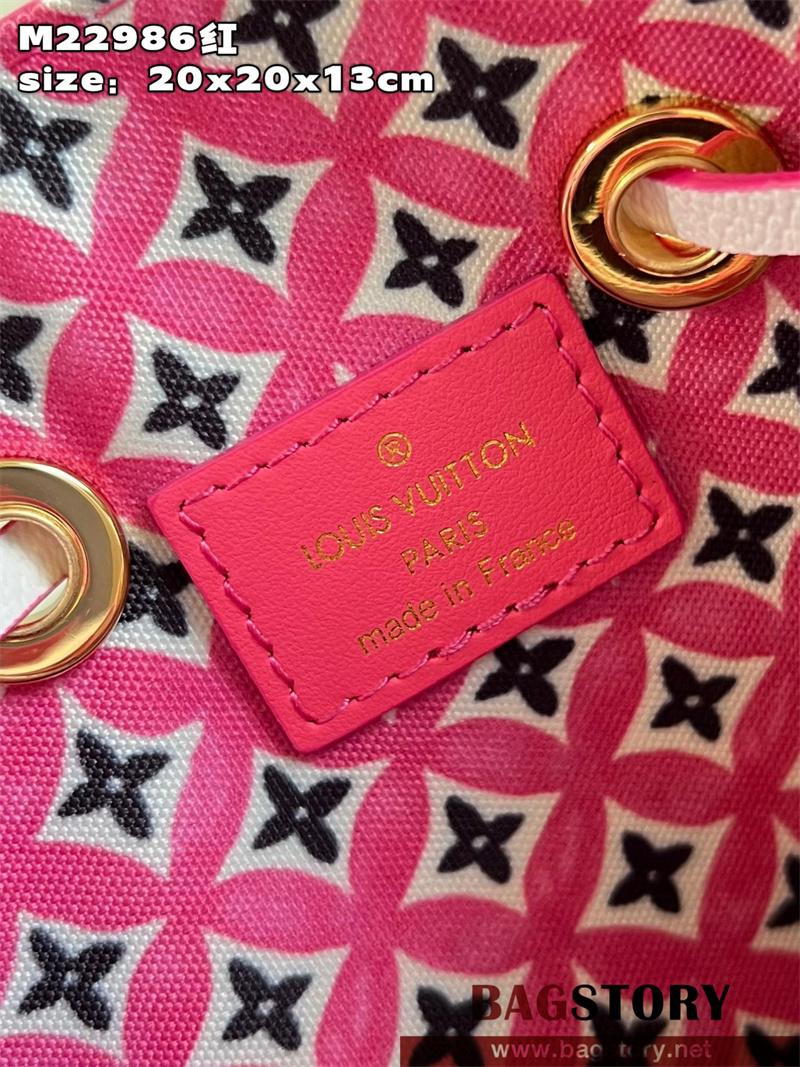 M22986红
size：20x20x13cm
®
LOUIS VUITTON
PARIS
made in France
BAGSTORY
www.bagstory.net